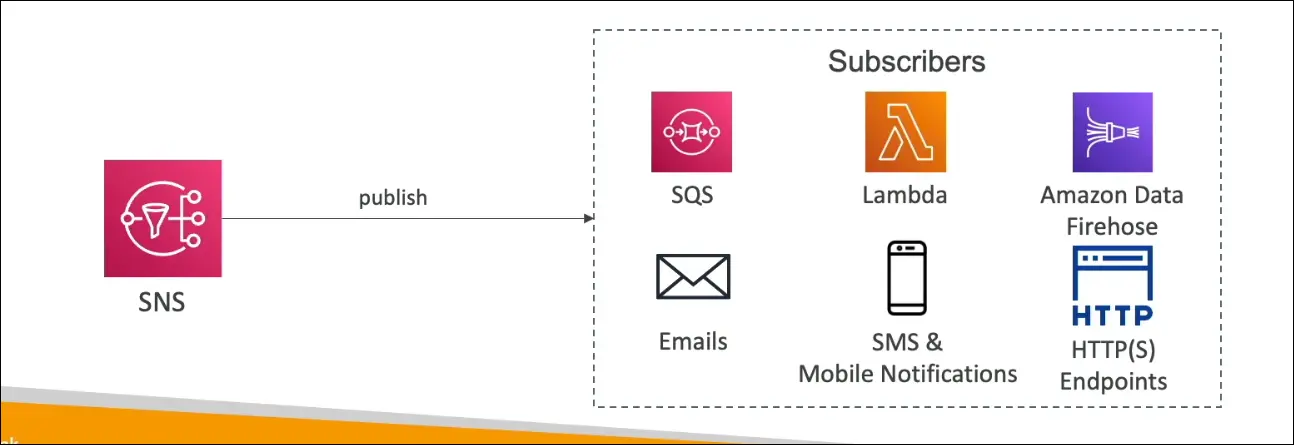 Subscribers
publish
SNS
SQS
Lambda
Amazon Data
Firehose
Emails
SMS &
Mobile Notifications
HTTP
HTTP(S)
Endpoints